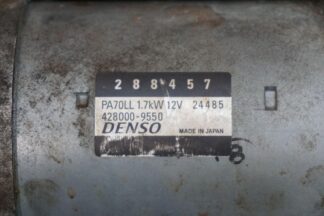 288457
PA70LL 1.7kW 12V 24485
428000-9550
DENSO MADE IN JAPAN